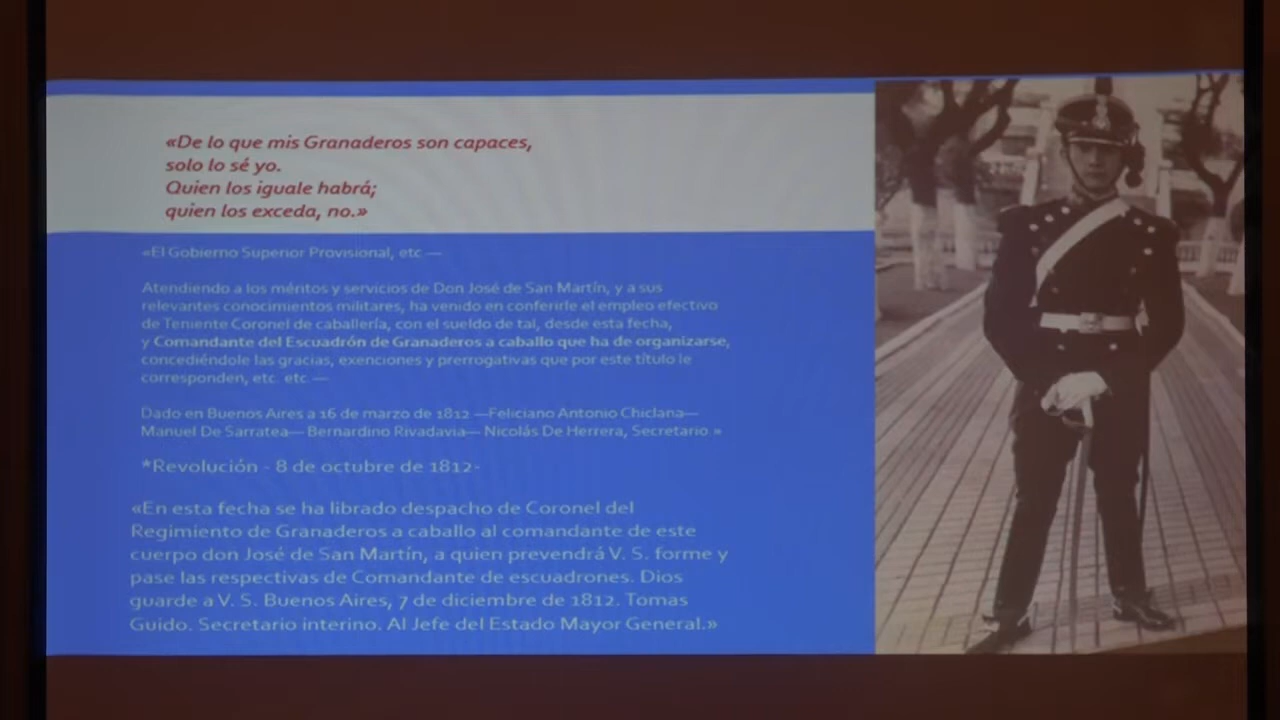 «De lo que mis Granaderos son capaces,
solo lo sé yo.
Quien los iguale habrá;
quien los exceda, no.»
«El Gobierno Superior Provisional, etc —
Atendiendo a los méritos y servicios de Don José de San Martín, y a sus
relevantes conocimientos militares, ha venido en conferirle el empleo efectivo
de Teniente Coronel de caballería, con el sueldo de tal, desde esta fecha,
y Comandante del Escuadrón de Granaderos a caballo que ha de organizarse,
concediéndole las gracias, exenciones y prerrogativas que por este título le
corresponden, etc. etc. —
Dado en Buenos Aires a 16 de marzo de 1812 —Feliciano Antonio Chiclana—
Manuel De Sarratea— Bernardino Rivadavia— Nicolás De Herrera, Secretario »
*Revolución - 8 de octubre de 1812-
«En esta fecha se ha librado despacho de Coronel del
Regimiento de Granaderos a caballo al comandante de este
cuerpo don José de San Martín, a quien prevendrá V. S. forme y
pase las respectivas de Comandante de escuadrones. Dios
guarde a V. S. Buenos Aires, 7 de diciembre de 1812. Tomas
Guido. Secretario interino. Al Jefe del Estado Mayor General.»